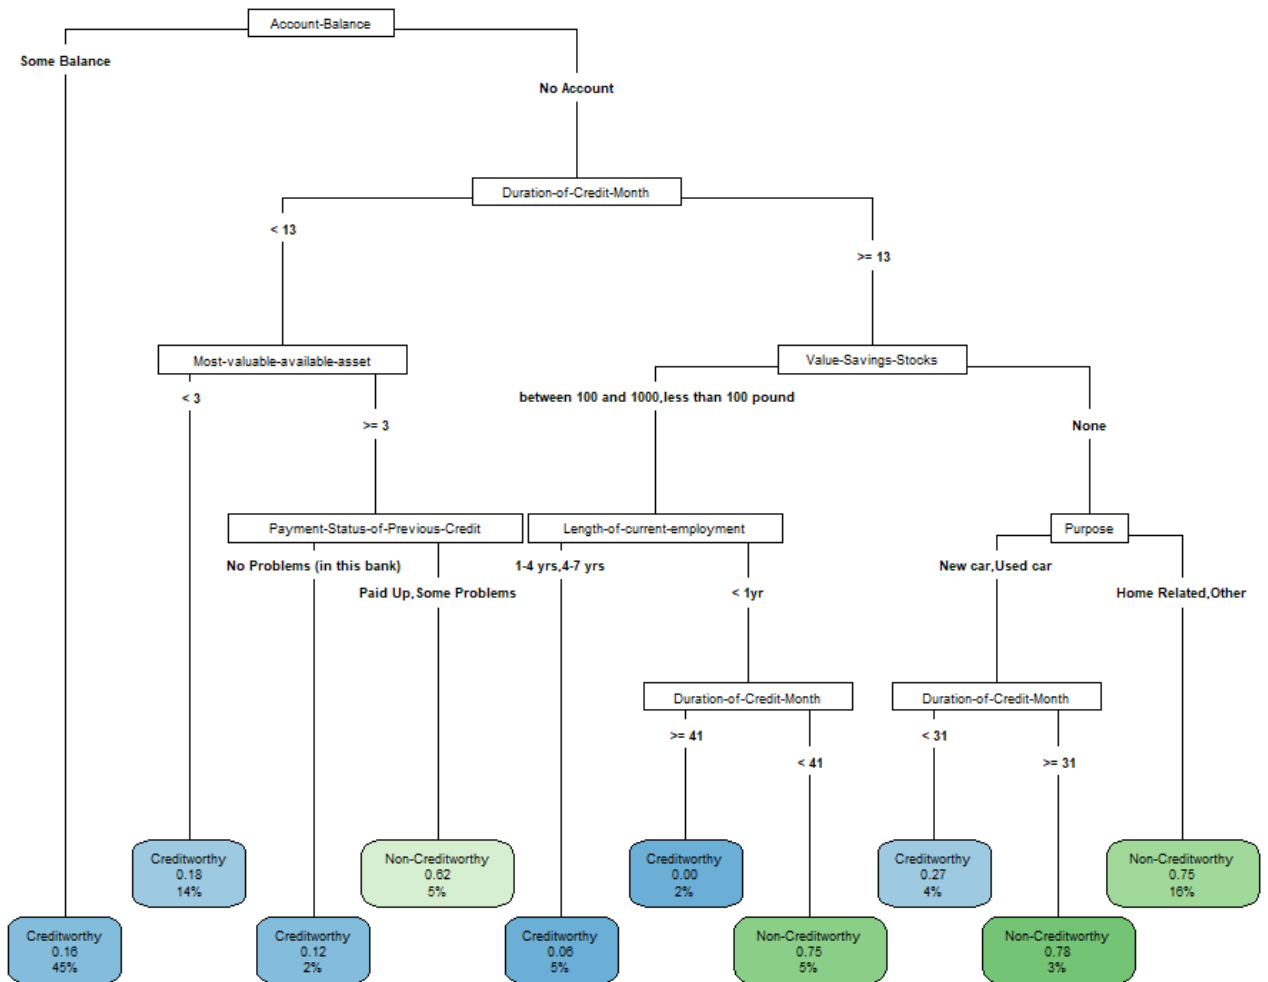 Account-Balance
Some Balance
No Account
Duration-of-Credit-Month
< 13
>= 13
Most-valuable-available-asset
Value-Savings-Stocks
< 3
between 100 and 1000,less than 100 pound
>= 3
None
Payment-Status-of-Previous-Credit
Length-of-current-employment
Purpose
No Problems (in this bank)
1-4 yrs,4-7 yrs
New car,Used car
Paid Up,Some Problems
< 1yr
Home Related,Other
Duration-of-Credit-Month
Duration-of-Credit-Month
>= 41
< 31
< 41
>= 31
Creditworthy
0.18
14%
Non-Creditworthy
0.62
5%
Creditworthy
0.00
2%
Creditworthy
0.27
4%
Non-Creditworthy
0.75
16%
Creditworthy
0.16
45%
Creditworthy
0.12
2%
Creditworthy
0.06
5%
Non-Creditworthy
0.75
5%
Non-Creditworthy
0.78
3%